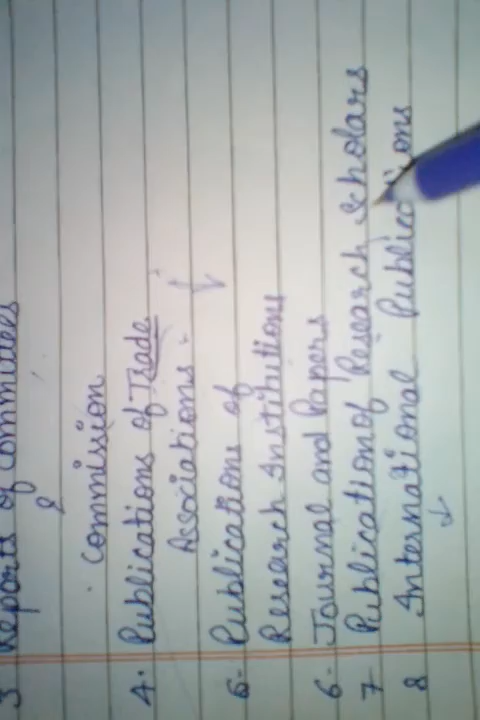 3 Reports of Committees
&
Commission
4. Publications of Trade
Associations
5- Publications of
Research Institutions
6- Journal and Papers
7 Publication of Research Scholars
8 International Publications